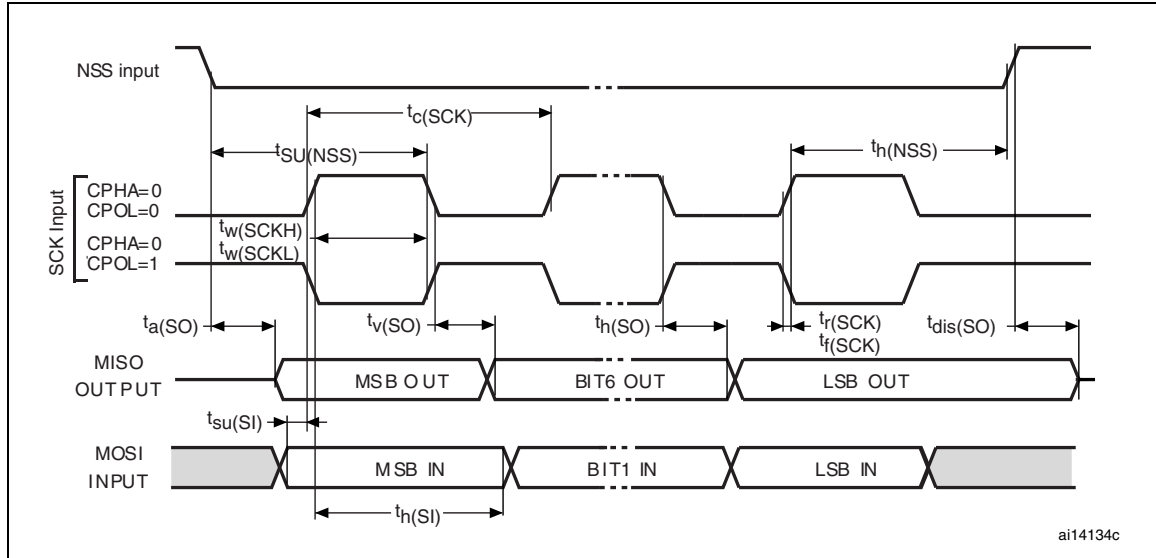 NSS input
tc(SCK)
tSU(NSS)
th(NSS)
SCK Input
CPHA=0
CPOL=0
CPHA=0
CPOL=1
tw(SCKH)
tw(SCKL)
ta(SO)
tv(SO)
th(SO)
tr(SCK)
tf(SCK)
tdis(SO)
MISO
OUTPUT
MSB OUT
BIT6 OUT
LSB OUT
tsu(SI)
MOSI
INPUT
MSB IN
BIT1 IN
LSB IN
th(SI)
ai14134c